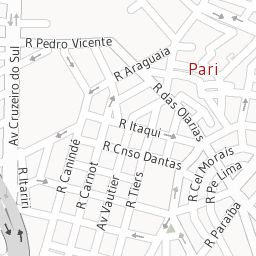 R Pedro Vicente
R Araguaia
Pari
Av Cruzeiro do Sul
R das Olarias
R Itaqui
R Cnso Dantas
R Itariri
R Canindé
R Carnot
Av Vautier
R Tiers
R Cel Morais
R Pe Lima
R Paraíba